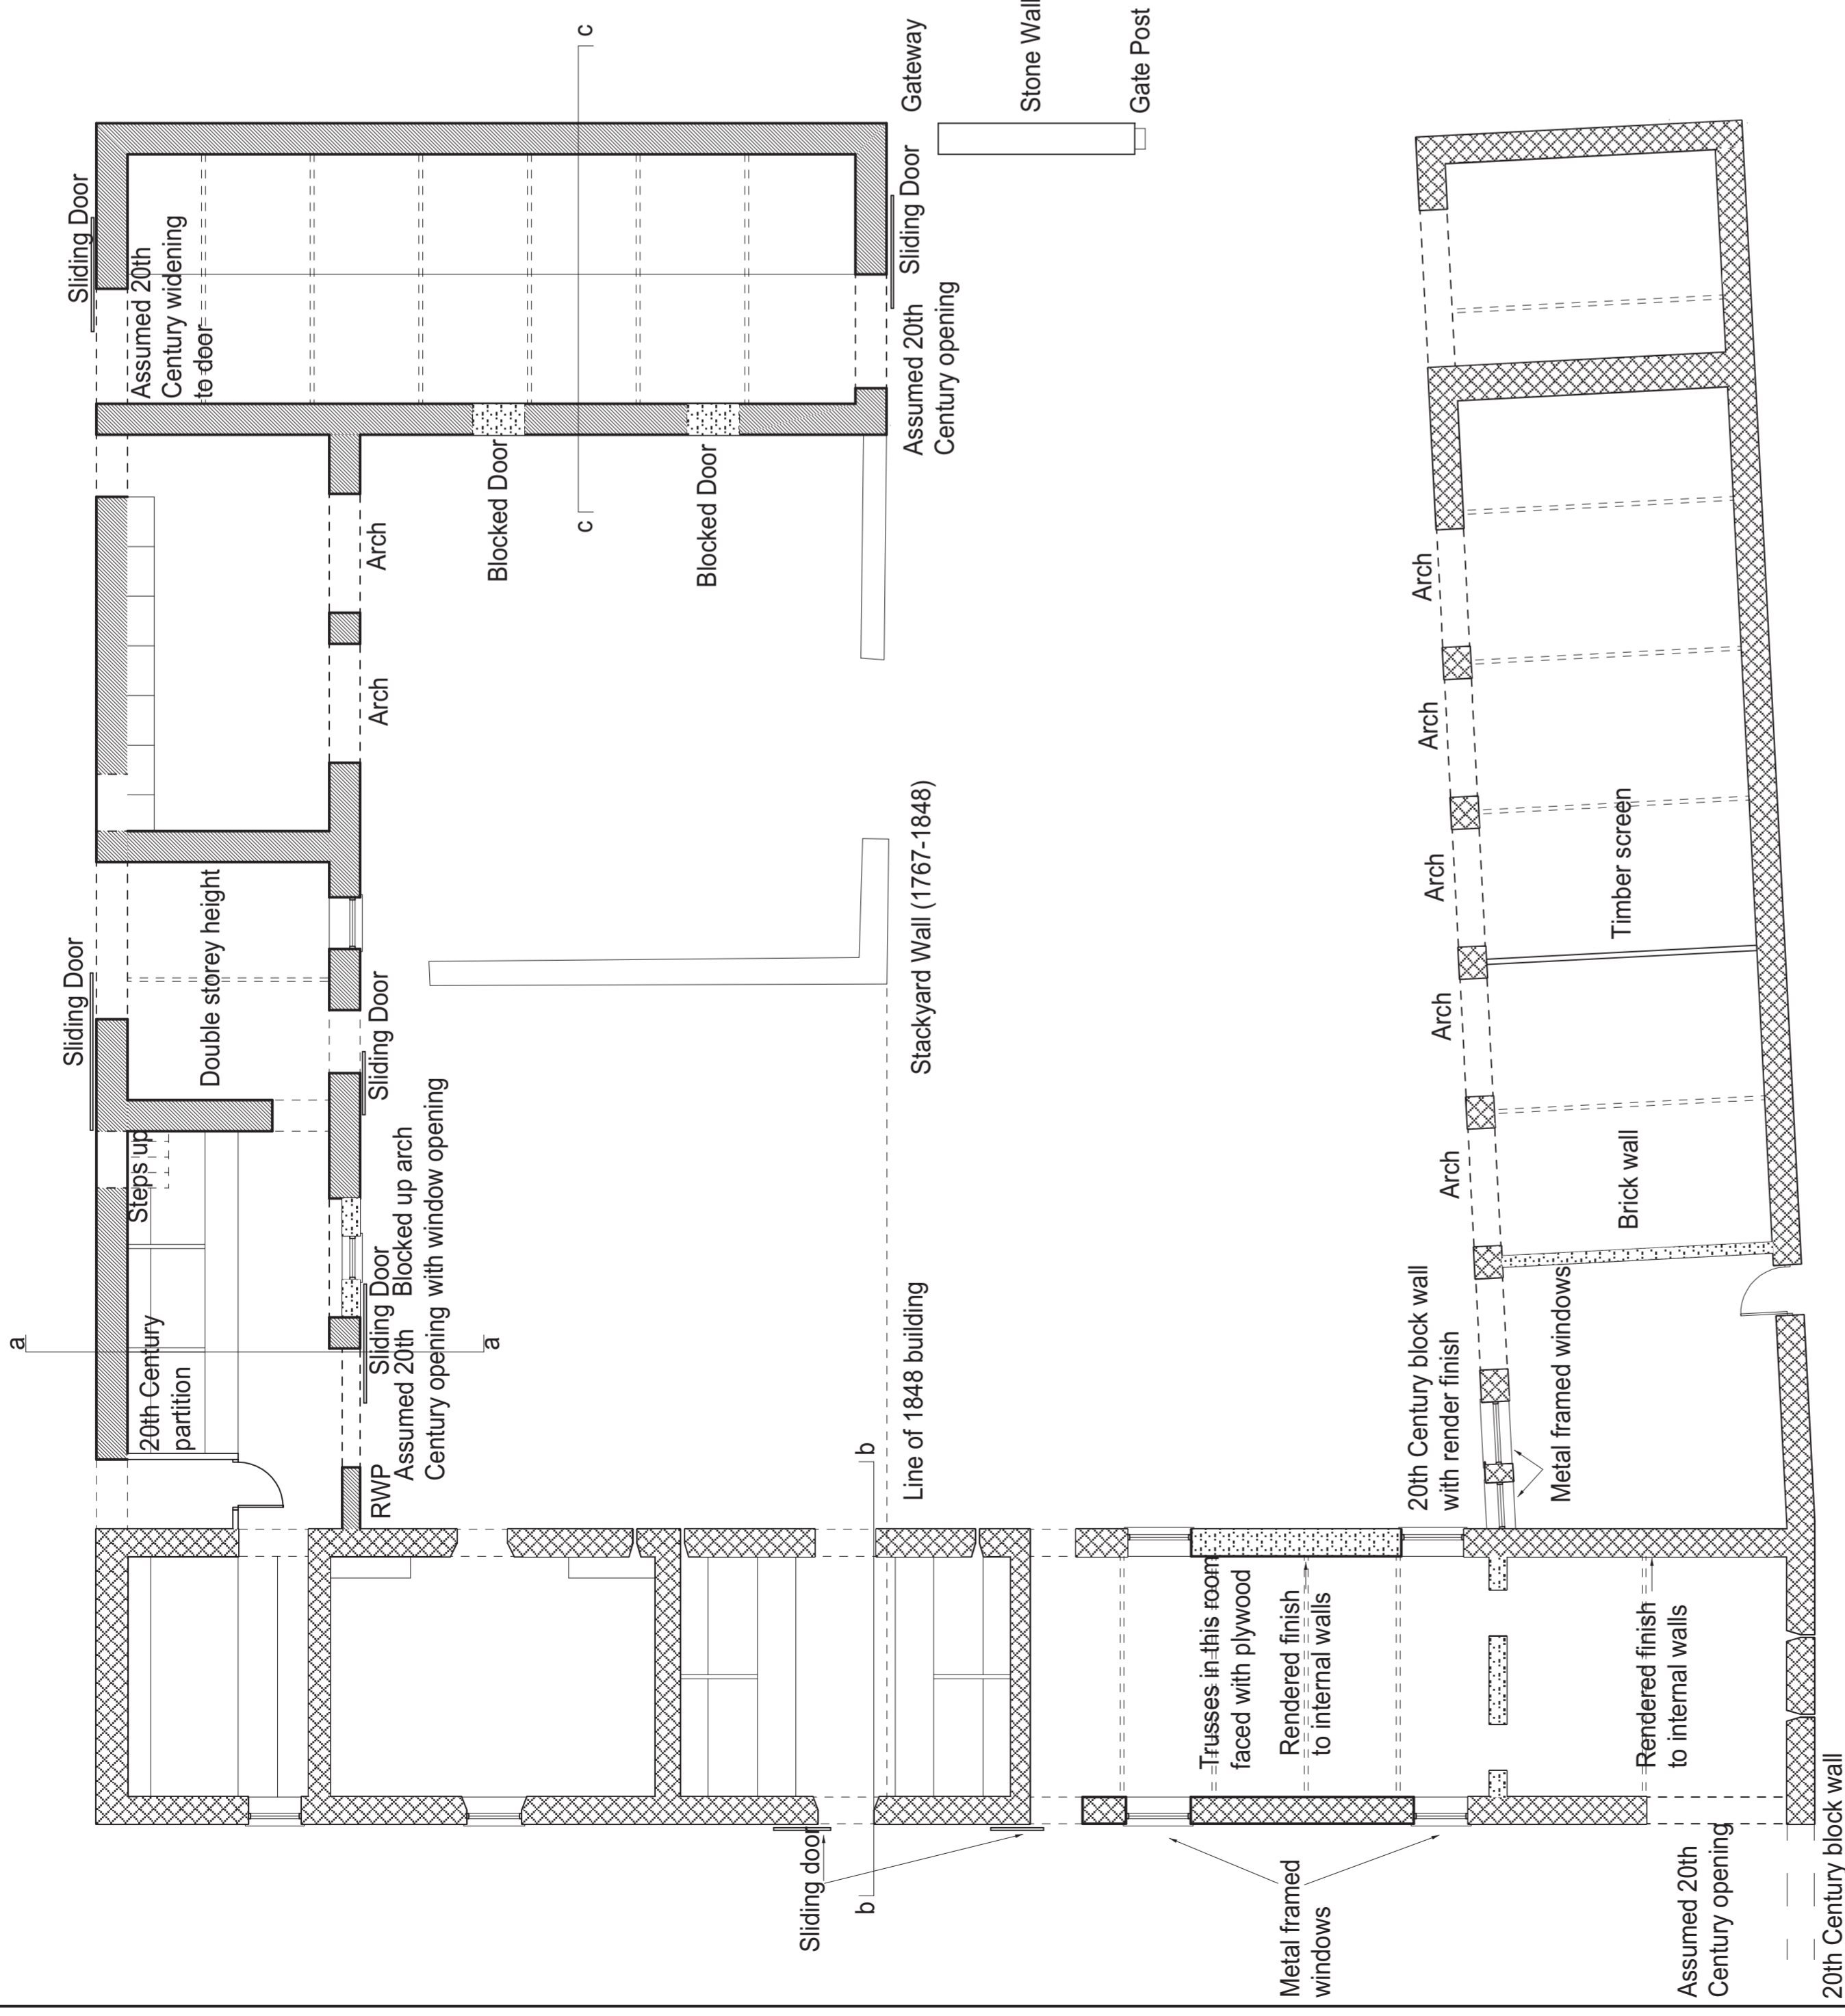 a
a
Sliding Door
20th Century
partition
Steps up
Double storey height
Sliding Door
Assumed 20th
Century widening
to door
c
c
RWP
Sliding Door
Assumed 20th
Century opening
Blocked up arch
with window opening
Sliding Door
Arch
Arch
Blocked Door
Blocked Door
Line of 1848 building
Stackyard Wall (1767-1848)
Assumed 20th
Century opening
Sliding Door
Gateway
Stone Wall
Gate Post
b
b
Sliding door
Trusses in this room
faced with plywood
Rendered finish
to internal walls
Metal framed
windows
20th Century block wall
with render finish
Metal framed windows
Arch
Arch
Arch
Arch
Arch
Brick wall
Timber screen
Rendered finish
to internal walls
Assumed 20th
Century opening
20th Century block wall